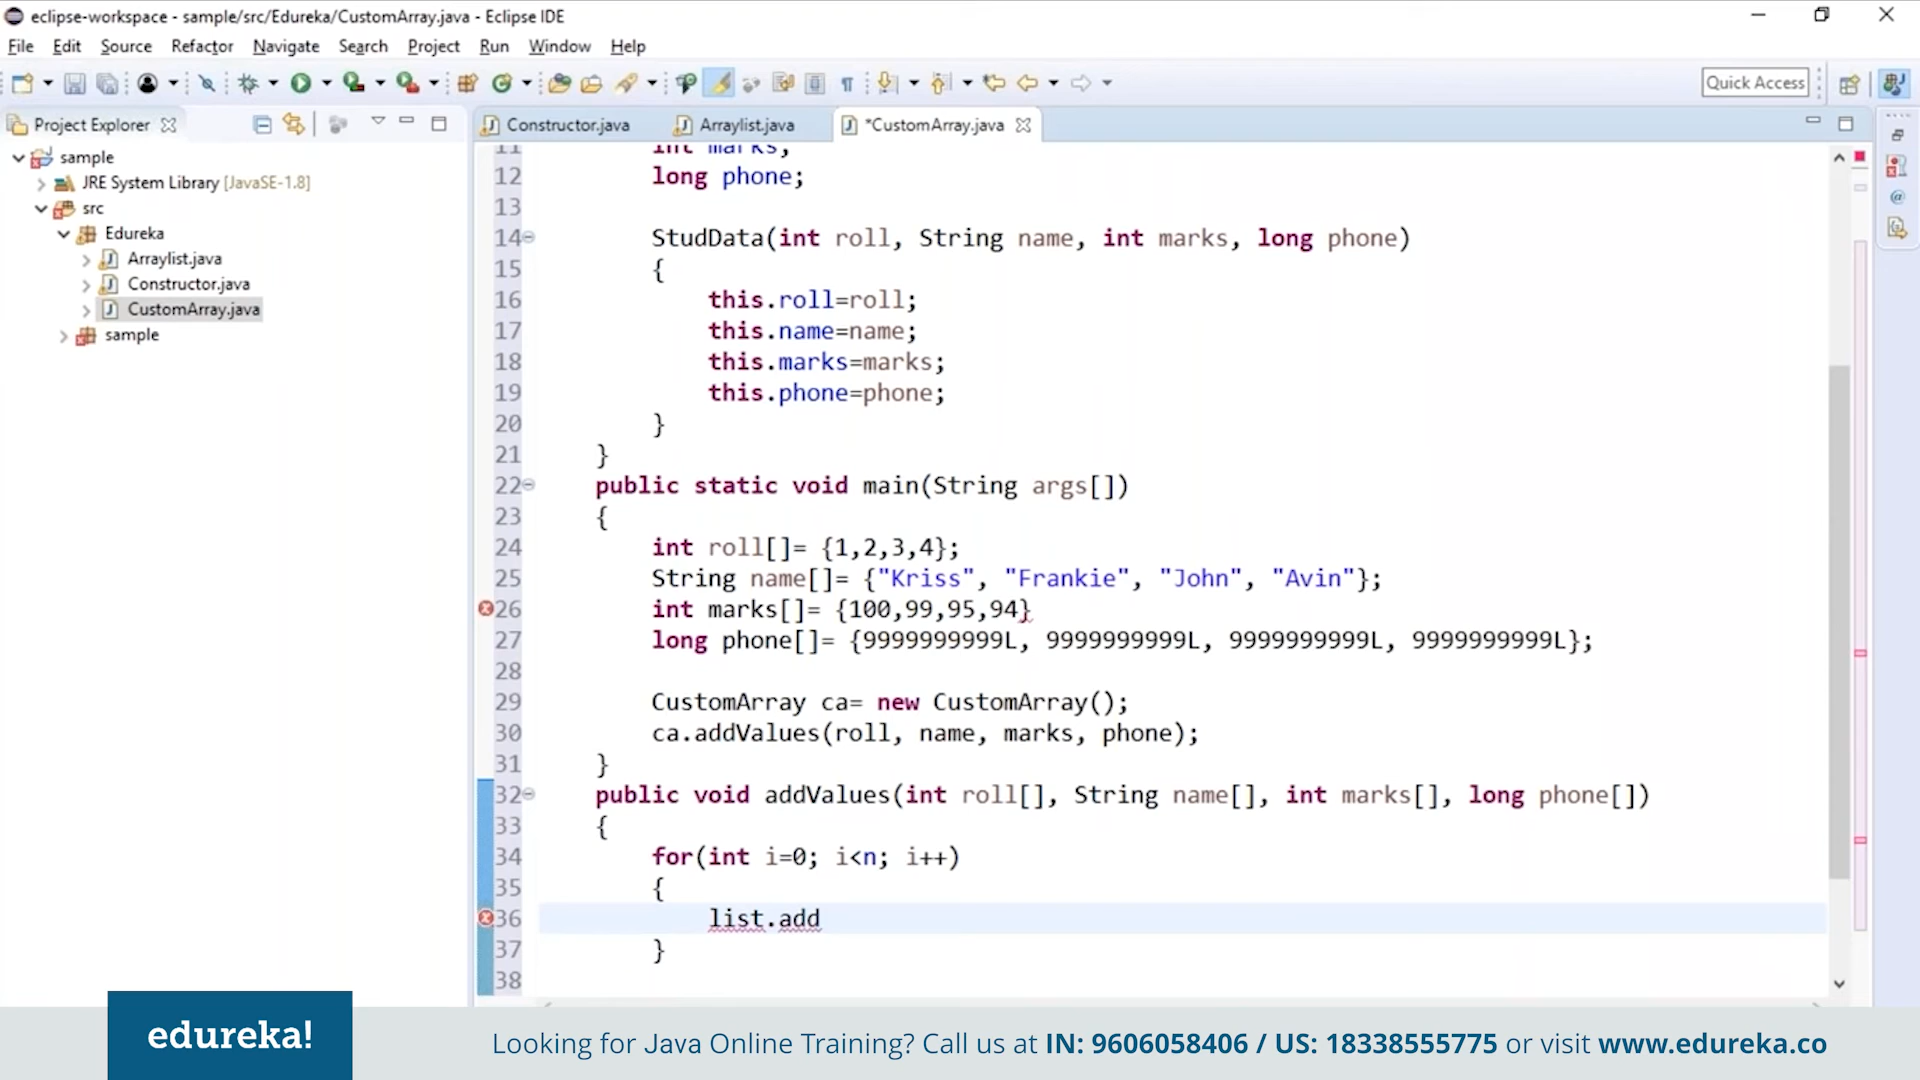 eclipse-workspace - sample/src/Edureka/CustomArray.java - Eclipse IDE
File Edit Source Refactor Navigate Search Project Run Window Help
Quick Access
Project Explorer
Constructor.java Arraylist.java *CustomArray.java
sample
JRE System Library [JavaSE-1.8]
src
Edureka
Arraylist.java
Constructor.java
CustomArray.java
sample
11 int marks;
12 long phone;
13
14 StudData(int roll, String name, int marks, long phone)
15 {
16 this.roll=roll;
17 this.name=name;
18 this.marks=marks;
19 this.phone=phone;
20 }
21 }
22 public static void main(String args[])
23 {
24 int roll[]= {1,2,3,4};
25 String name[]= {"Kriss", "Frankie", "John", "Avin"};
26 int marks[]= {100,99,95,94}
27 long phone[]= {9999999999L, 9999999999L, 9999999999L, 9999999999L};
28
29 CustomArray ca= new CustomArray();
30 ca.addValues(roll, name, marks, phone);
31 }
32 public void addValues(int roll[], String name[], int marks[], long phone[])
33 {
34 for(int i=0; i<n; i++)
35 {
36 list.add
37 }
38
edureka!
Looking for Java Online Training? Call us at IN: 9606058406 / US: 18338555775 or visit www.edureka.co